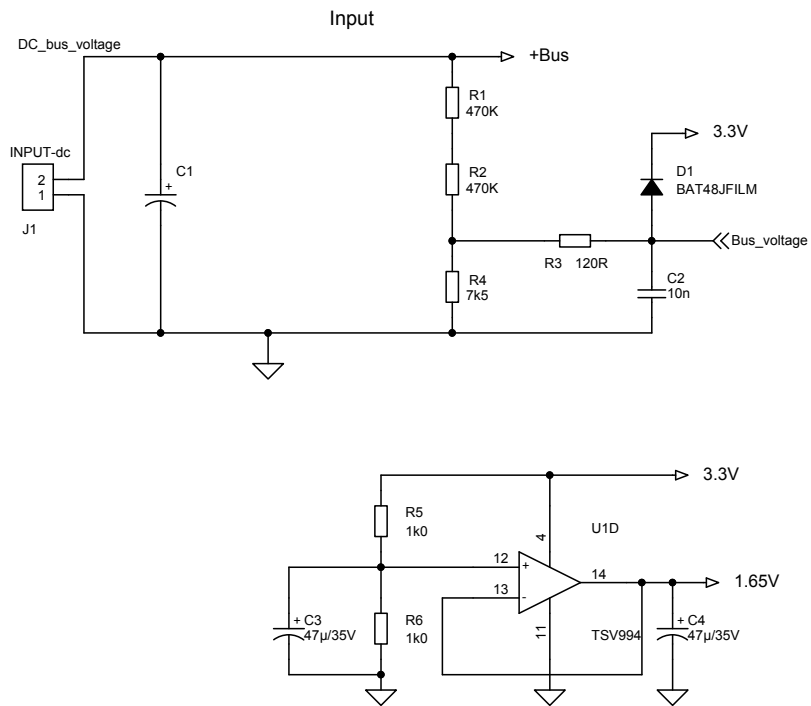 Input
DC_bus_voltage
+Bus
R1
470K
3.3V
INPUT-dc
C1
+
R2
470K
D1
BAT48JFILM
2
1
J1
Bus_voltage
R3 120R
R4
7k5
C2
10n
3.3V
R5
1k0
4
U1D
12
+
14
13
-
1.65V
11
TSV994
+ C3
47µ/35V
R6
1k0
+ C4
47µ/35V